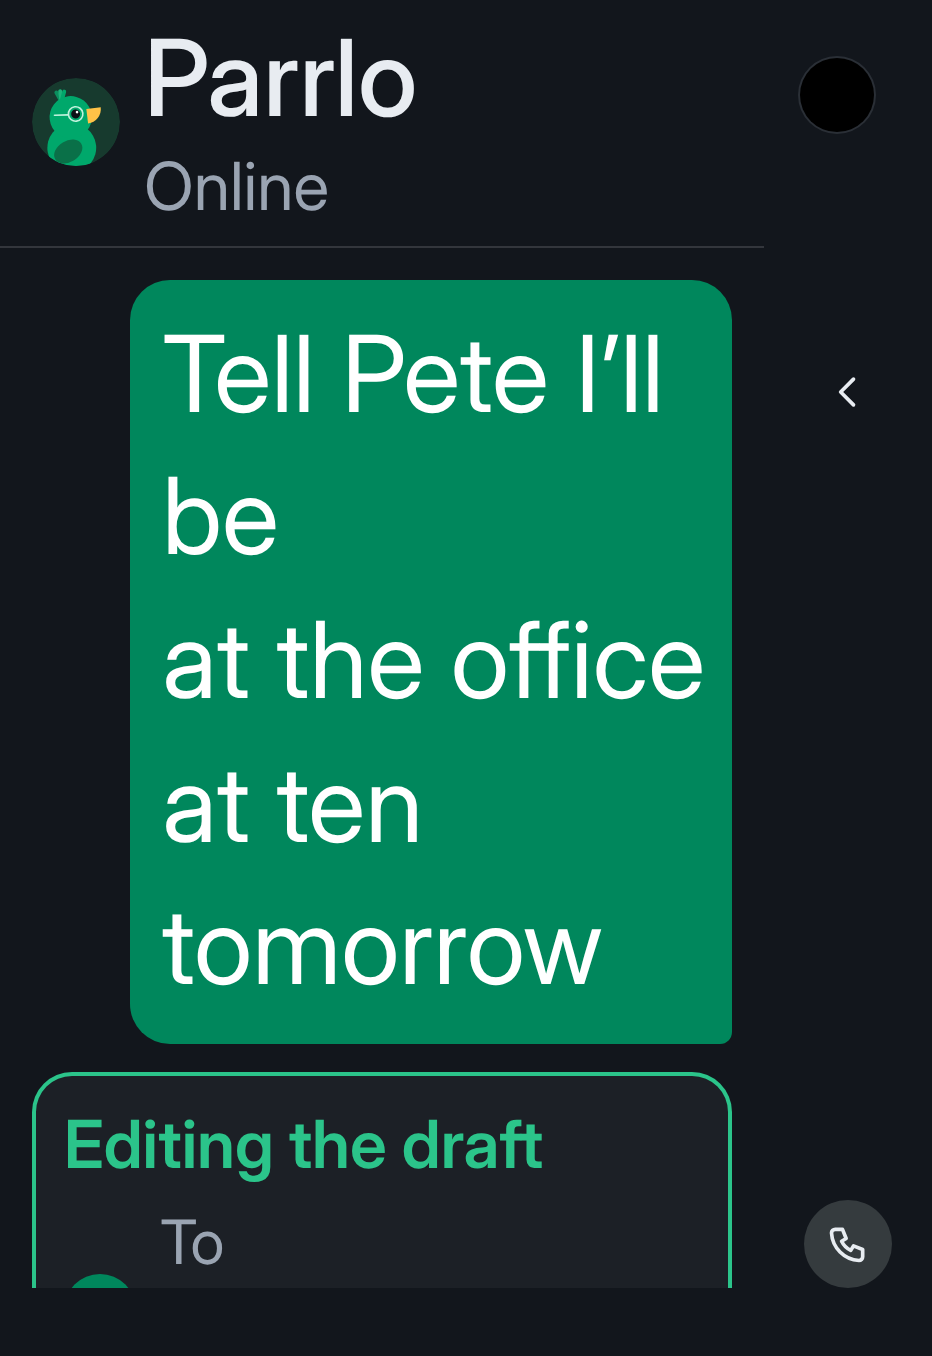 Parrlo
Online
Tell Pete I’ll
be
at the office
at ten
tomorrow
Editing the draft
To